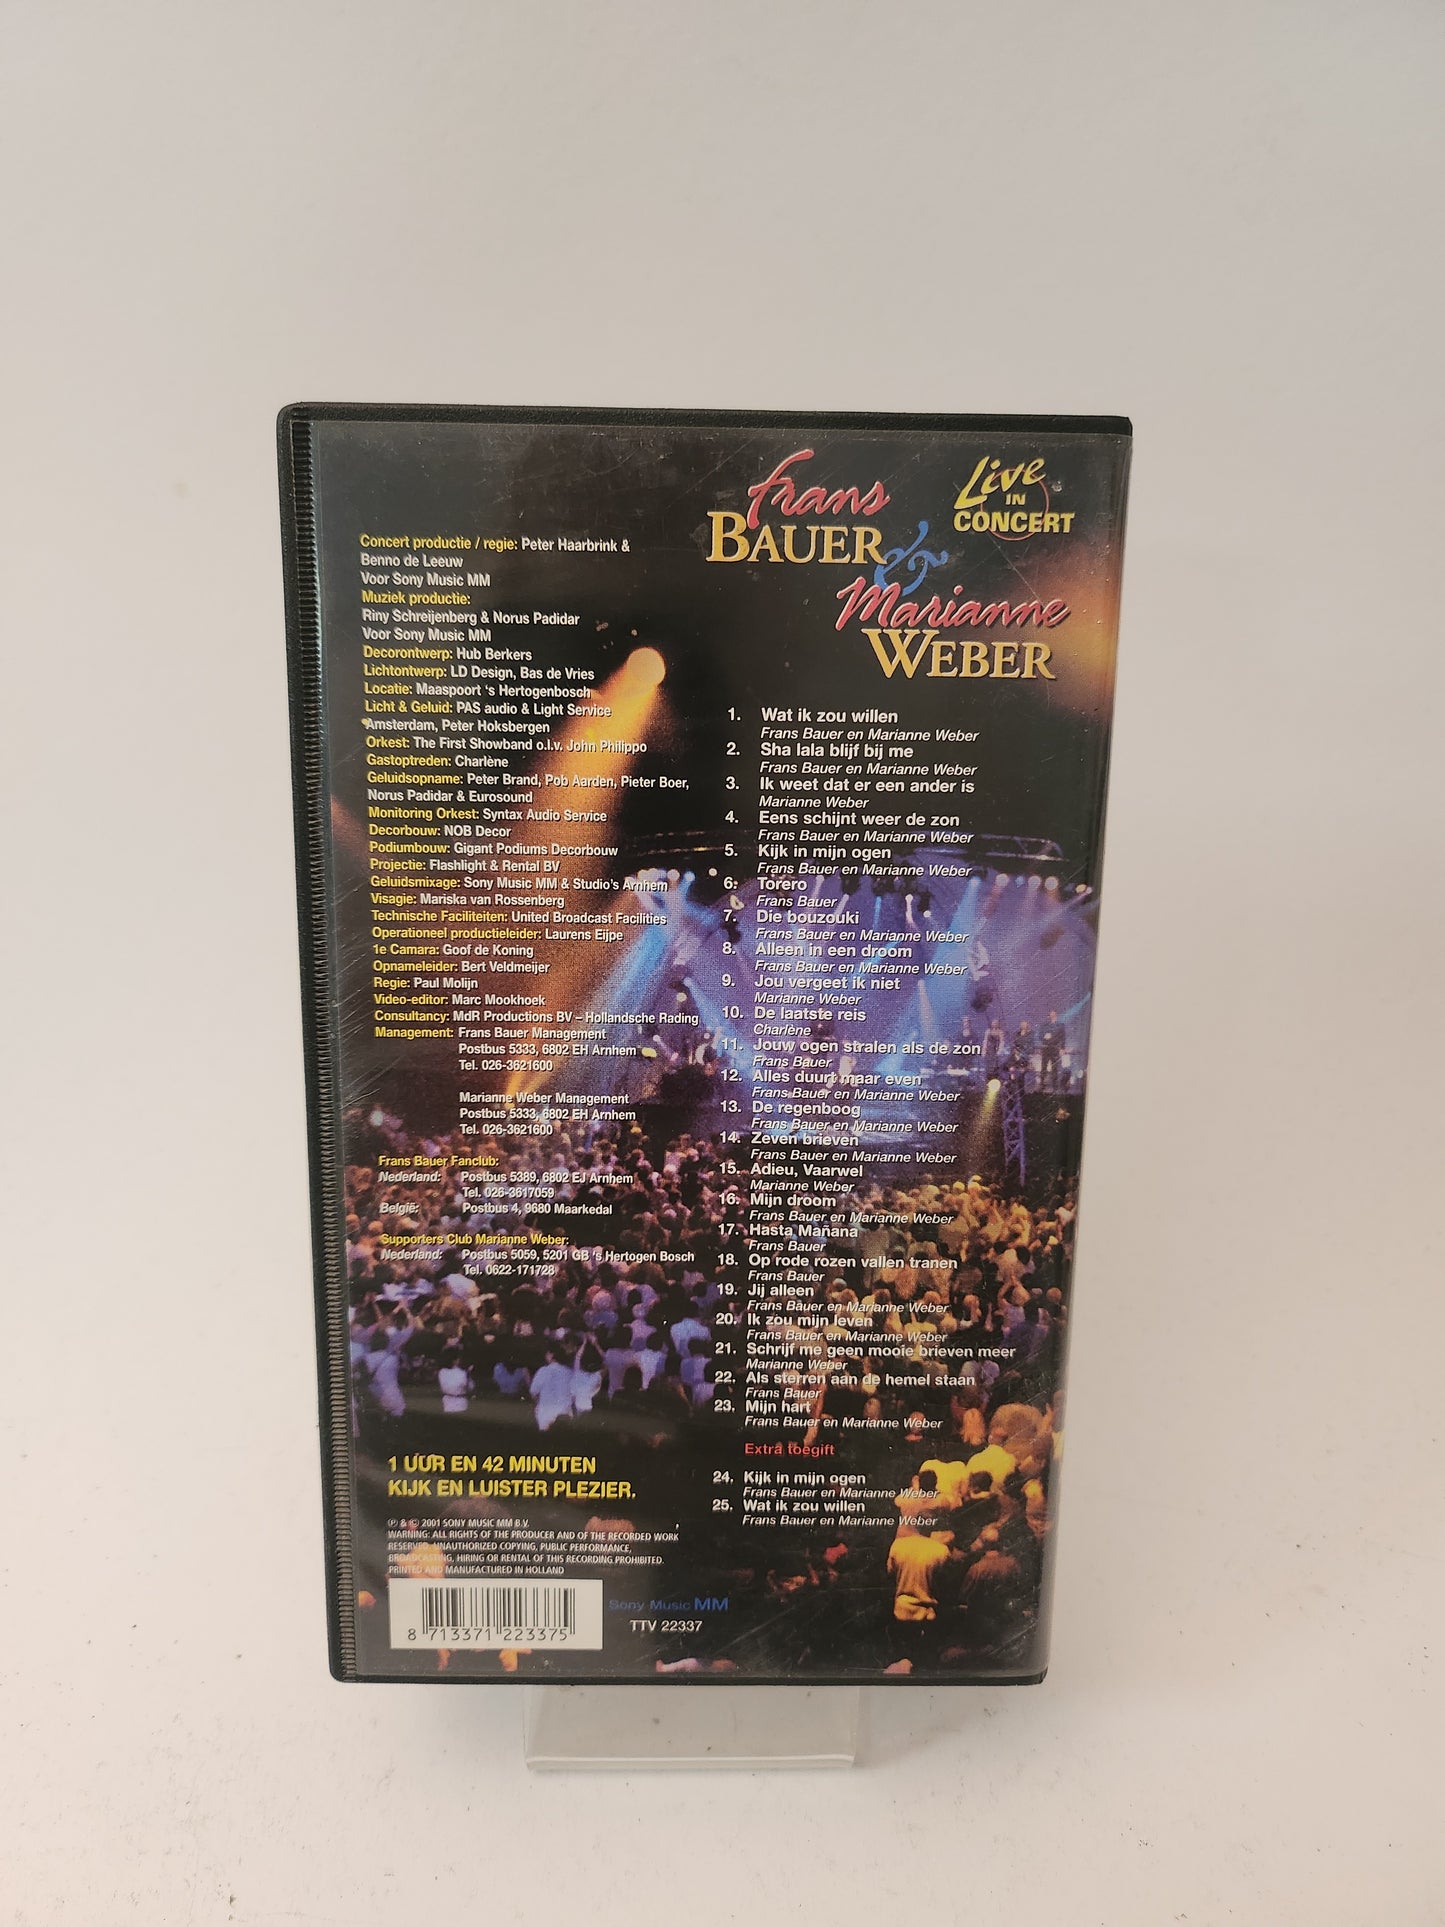 Frans
BAUER
&
Marianne
WEBER
Live
IN
CONCERT
Concert productie / regie: Peter Haarbrink &
Benno de Leeuw
Voor Sony Music MM
Muziek productie:
Riny Schreijenberg & Norus Padidar
Voor Sony Music MM
Decorontwerp: Hub Berkers
Lichtontwerp: LD Design, Bas de Vries
Locatie: Maaspoort 's Hertogenbosch
Licht & Geluid: PAS audio & Light Service
Amsterdam, Peter Hoksbergen
Orkest: The First Showband o.l.v. John Philippo
Gastoptreden: Charlène
Geluidsopname: Peter Brand, Pob Aarden, Pieter Boer,
Norus Padidar & Eurosound
Monitoring Orkest: Syntax Audio Service
Decorbouw: NOB Decor
Podiumbouw: Gigant Podiums Decorbouw
Projectie: Flashlight & Rental BV
Geluidsmixage: Sony Music MM & Studio's Arnhem
Visagie: Mariska van Rossenberg
Technische Faciliteiten: United Broadcast Facilities
Operationeel productieleider: Laurens Eijpe
1e Camara: Goof de Koning
Opnameleider: Bert Veldmeijer
Regie: Paul Molijn
Video-editor: Marc Mookhoek
Consultancy: MdR Productions BV – Hollandsche Rading
Management: Frans Bauer Management
Postbus 5333, 6802 EH Arnhem
Tel. 026-3621600
Marianne Weber Management
Postbus 5333, 6802 EH Arnhem
Tel. 026-3621600
Frans Bauer Fanclub:
Nederland: Postbus 5389, 6802 EJ Arnhem
Tel. 026-3617059
België: Postbus 4, 9680 Maarkedal
Supporters Club Marianne Weber:
Nederland: Postbus 5059, 5201 GB 's Hertogen Bosch
Tel. 0622-171728
1 UUR EN 42 MINUTEN
KIJK EN LUISTER PLEZIER.
℗ & © 2001 SONY MUSIC MM B.V.
WARNING: ALL RIGHTS OF THE PRODUCER AND OF THE RECORDED WORK
RESERVED. UNAUTHORIZED COPYING, PUBLIC PERFORMANCE,
BROADCASTING, HIRING OR RENTAL OF THIS RECORDING PROHIBITED.
PRINTED AND MANUFACTURED IN HOLLAND
8 713371 223375
Sony Music MM
TTV 22337
1. Wat ik zou willen
Frans Bauer en Marianne Weber
2. Sha lala blijf bij me
Frans Bauer en Marianne Weber
3. Ik weet dat er een ander is
Marianne Weber
4. Eens schijnt weer de zon
Frans Bauer en Marianne Weber
5. Kijk in mijn ogen
Frans Bauer en Marianne Weber
6. Torero
Frans Bauer
7. Die bouzouki
Frans Bauer en Marianne Weber
8. Alleen in een droom
Frans Bauer en Marianne Weber
9. Jou vergeet ik niet
Marianne Weber
10. De laatste reis
Charlène
11. Jouw ogen stralen als de zon
Frans Bauer
12. Alles duurt maar even
Frans Bauer en Marianne Weber
13. De regenboog
Frans Bauer en Marianne Weber
14. Zeven brieven
Frans Bauer en Marianne Weber
15. Adieu, Vaarwel
Marianne Weber
16. Mijn droom
Frans Bauer en Marianne Weber
17. Hasta Mañana
Frans Bauer
18. Op rode rozen vallen tranen
Frans Bauer
19. Jij alleen
Frans Bauer en Marianne Weber
20. Ik zou mijn leven
Frans Bauer en Marianne Weber
21. Schrijf me geen mooie brieven meer
Marianne Weber
22. Als sterren aan de hemel staan
Frans Bauer
23. Mijn hart
Frans Bauer en Marianne Weber
Extra toegift
24. Kijk in mijn ogen
Frans Bauer en Marianne Weber
25. Wat ik zou willen
Frans Bauer en Marianne Weber